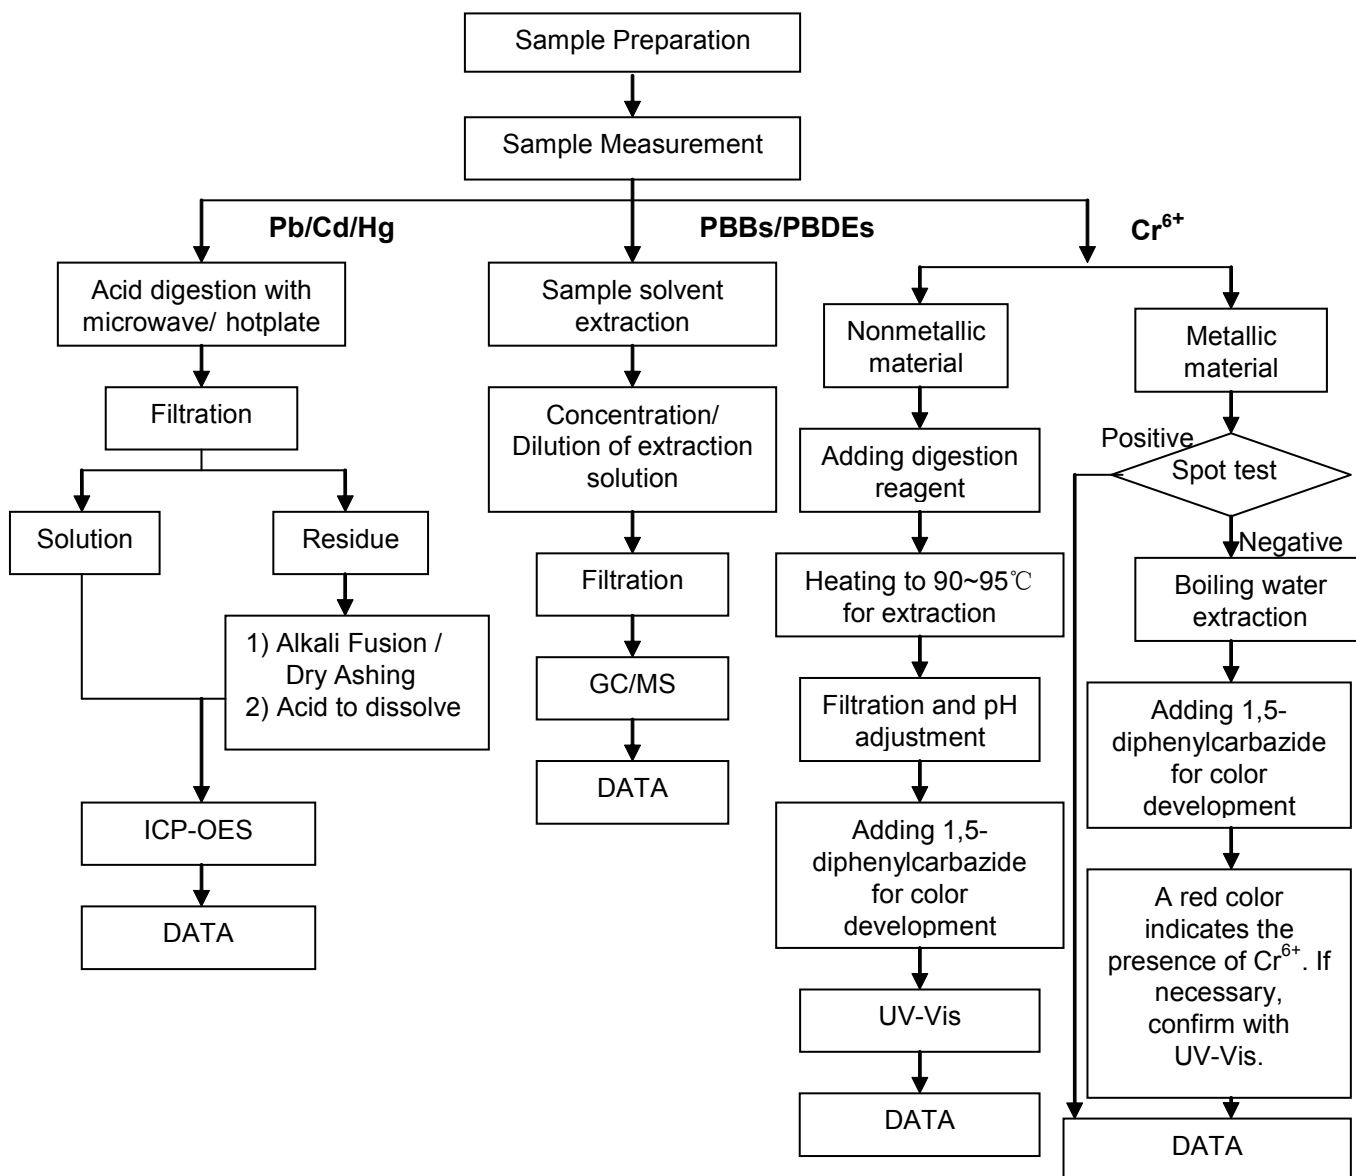 Sample Preparation
Sample Measurement
Pb/Cd/Hg
PBBs/PBDEs
Cr⁶⁺
Acid digestion with
microwave/ hotplate
Filtration
Solution
Residue
1) Alkali Fusion /
Dry Ashing
2) Acid to dissolve
ICP-OES
DATA
Sample solvent
extraction
Concentration/
Dilution of extraction
solution
Filtration
GC/MS
DATA
Nonmetallic
material
Adding digestion
reagent
Heating to 90~95℃
for extraction
Filtration and pH
adjustment
Adding 1,5-
diphenylcarbazide
for color
development
UV-Vis
DATA
Metallic
material
Positive
Spot test
Negative
Boiling water
extraction
Adding 1,5-
diphenylcarbazide
for color
development
A red color
indicates the
presence of Cr⁶⁺. If
necessary,
confirm with
UV-Vis.
DATA